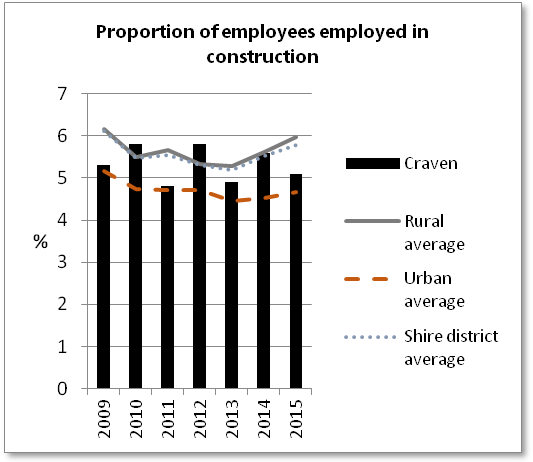 Proportion of employees employed in
construction
7
6
5
4
3
2
1
0
%
2009
2010
2011
2012
2013
2014
2015
Craven
Rural
average
Urban
average
Shire district
average